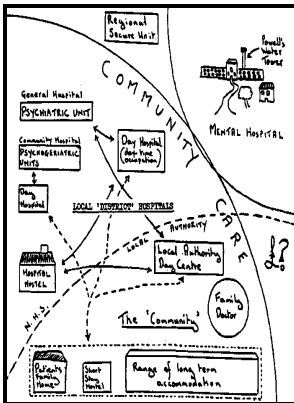 Regional
Secure Unit
Powell's
Water
Tower
MENTAL HOSPITAL
COMMUNITY
CARE
General Hospital
PSYCHIATRIC UNIT
Community Hospital
PSYCHOGERIATRIC
UNITS
Day Hospital
(day time
occupation)
Day
Hospital
LOCAL 'DISTRICT' HOSPITALS
LOCAL AUTHORITY
N.H.S.
£?
HOSPITAL
HOSTEL
Local Authority
Day Centre
The 'Community'
Family
Doctor
Patients
Family
Home
Short
Stay
Hostel
Range of long term
accommodation